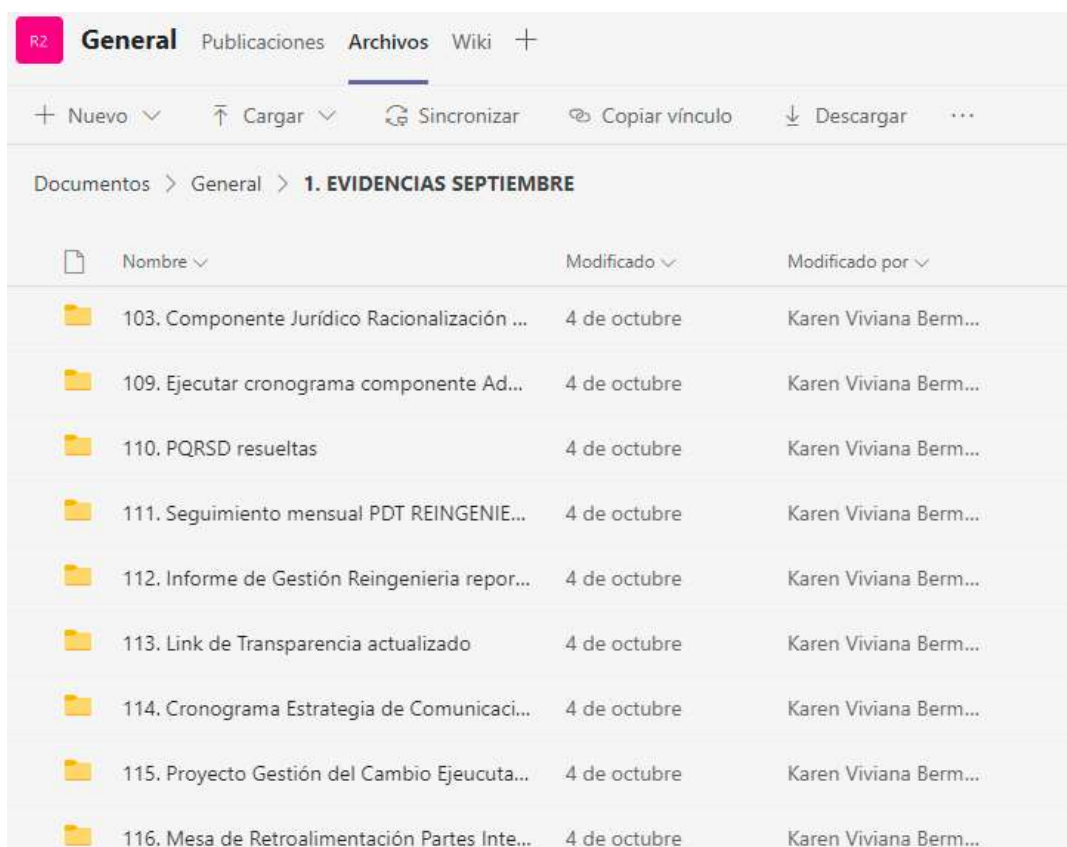 R2 General Publicaciones Archivos Wiki +
+ Nuevo Cargar Sincronizar Copiar vínculo Descargar ...
Documentos > General > 1. EVIDENCIAS SEPTIEMBRE
Nombre Modificado Modificado por
103. Componente Jurídico Racionalización ... 4 de octubre Karen Viviana Berm...
109. Ejecutar cronograma componente Ad... 4 de octubre Karen Viviana Berm...
110. PQRSD resueltas 4 de octubre Karen Viviana Berm...
111. Seguimiento mensual PDT REINGENIE... 4 de octubre Karen Viviana Berm...
112. Informe de Gestión Reingenieria repor... 4 de octubre Karen Viviana Berm...
113. Link de Transparencia actualizado 4 de octubre Karen Viviana Berm...
114. Cronograma Estrategia de Comunicaci... 4 de octubre Karen Viviana Berm...
115. Proyecto Gestión del Cambio Ejeucuta... 4 de octubre Karen Viviana Berm...
116. Mesa de Retroalimentación Partes Inte... 4 de octubre Karen Viviana Berm...